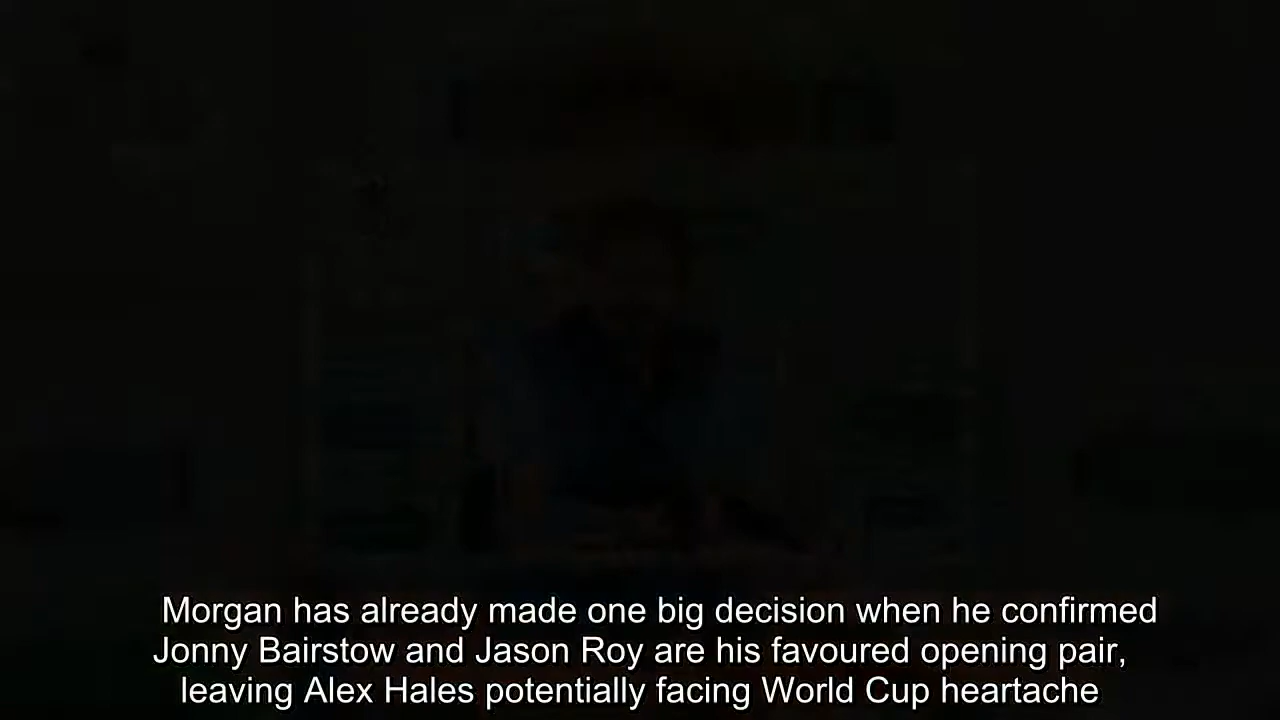 Morgan has already made one big decision when he confirmed
Jonny Bairstow and Jason Roy are his favoured opening pair,
leaving Alex Hales potentially facing World Cup heartache